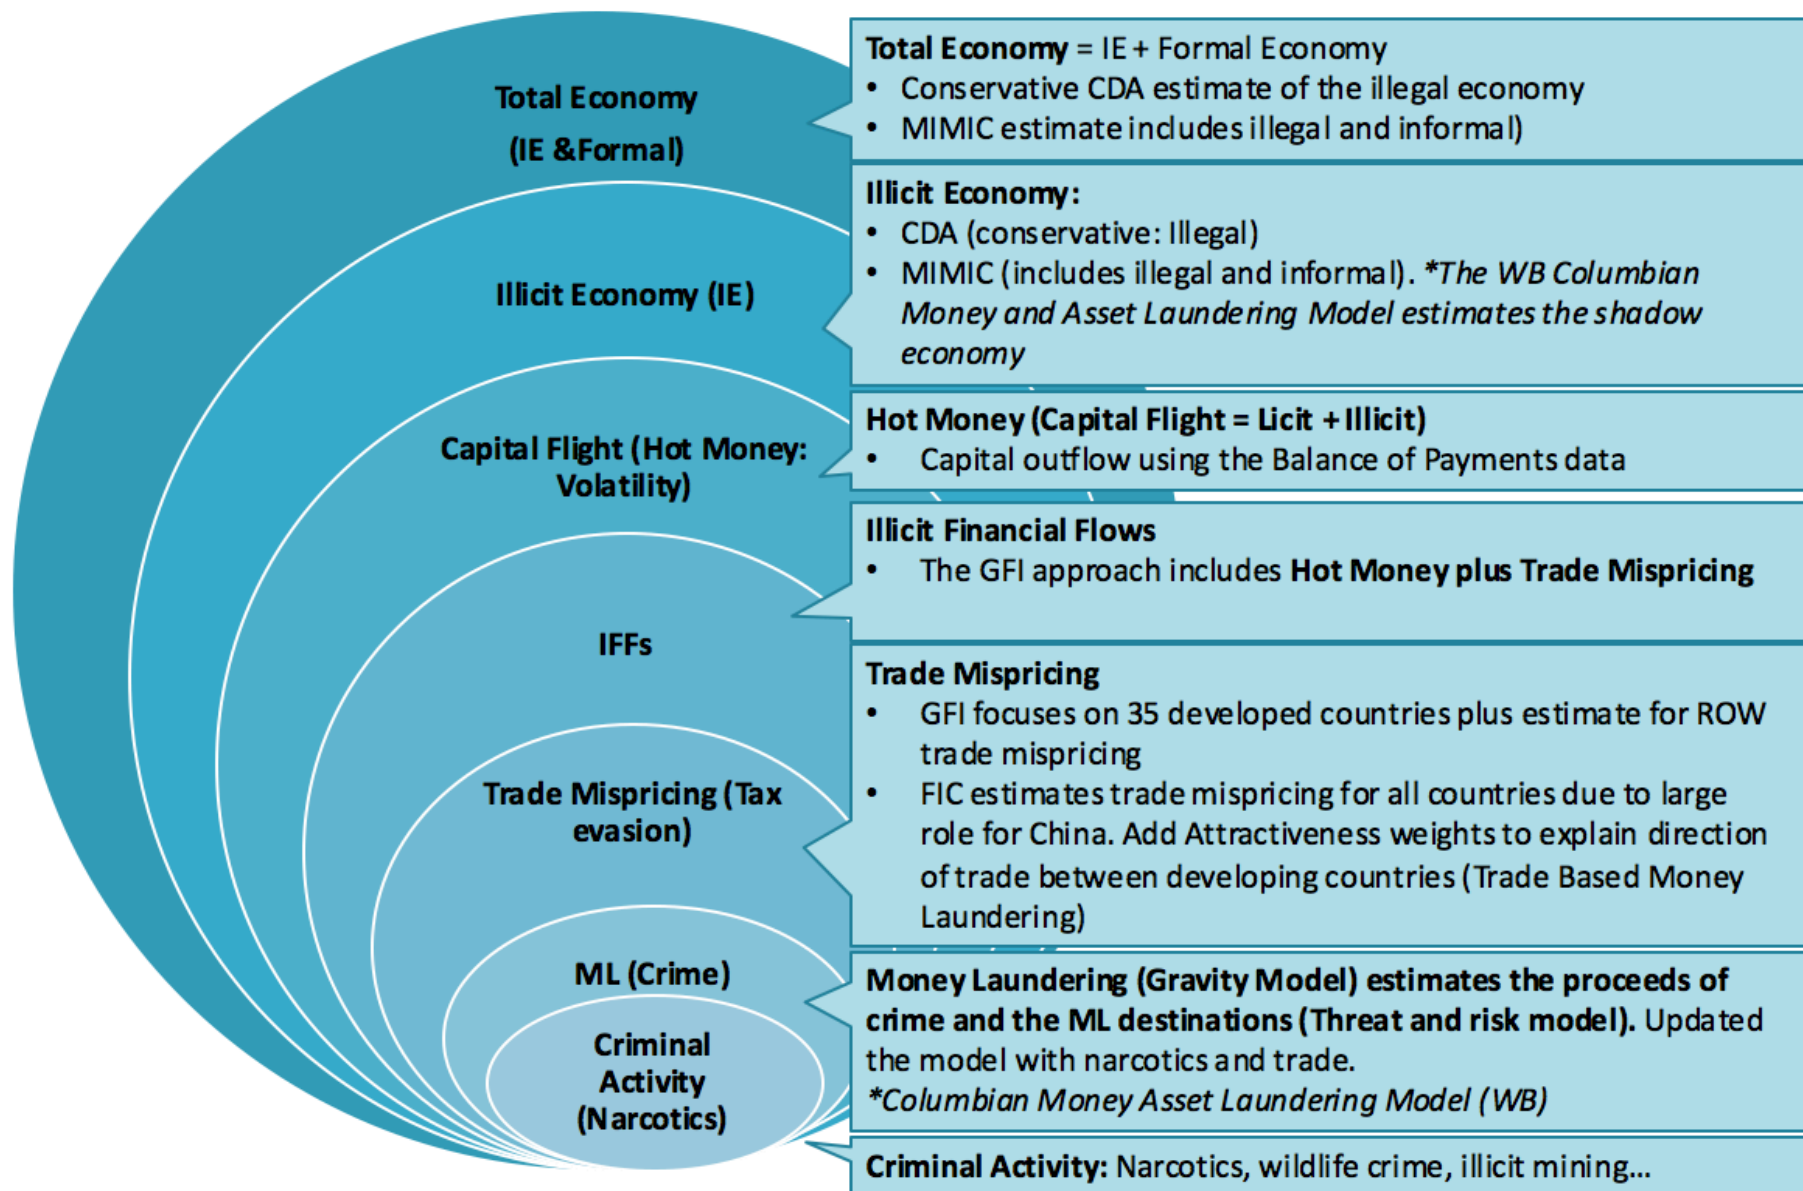 Total Economy
(IE &Formal)
Illicit Economy (IE)
Capital Flight (Hot Money:
Volatility)
IFFs
Trade Mispricing (Tax
evasion)
ML (Crime)
Criminal
Activity
(Narcotics)
Total Economy = IE + Formal Economy
• Conservative CDA estimate of the illegal economy
• MIMIC estimate includes illegal and informal)
Illicit Economy:
• CDA (conservative: Illegal)
• MIMIC (includes illegal and informal). *The WB Columbian
Money and Asset Laundering Model estimates the shadow
economy
Hot Money (Capital Flight = Licit + Illicit)
• Capital outflow using the Balance of Payments data
Illicit Financial Flows
• The GFI approach includes Hot Money plus Trade Mispricing
Trade Mispricing
• GFI focuses on 35 developed countries plus estimate for ROW
trade mispricing
• FIC estimates trade mispricing for all countries due to large
role for China. Add Attractiveness weights to explain direction
of trade between developing countries (Trade Based Money
Laundering)
Money Laundering (Gravity Model) estimates the proceeds of
crime and the ML destinations (Threat and risk model). Updated
the model with narcotics and trade.
*Columbian Money Asset Laundering Model (WB)
Criminal Activity: Narcotics, wildlife crime, illicit mining...